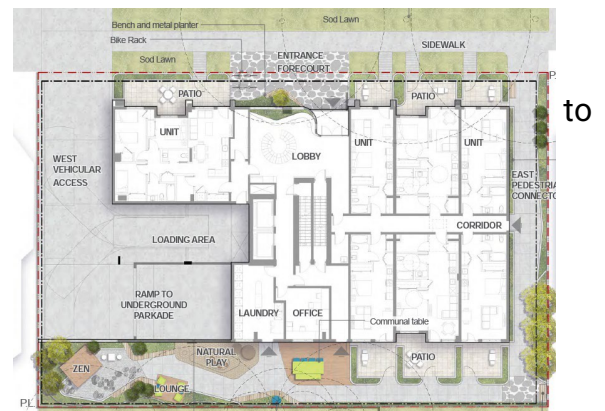 Sod Lawn
Bench and metal planter
Bike Rack
Sod Lawn
ENTRANCE
FORECOURT
SIDEWALK
P.
PATIO
PATIO
to
UNIT
LOBBY
UNIT
UNIT
WEST
VEHICULAR
ACCESS
EAST
PEDESTRIA
CONNECTO
CORRIDOR
LOADING AREA
RAMP TO
UNDERGROUND
PARKADE
LAUNDRY
OFFICE
Communal table
NATURAL
PLAY
PATIO
ZEN
LOUNGE
P.L